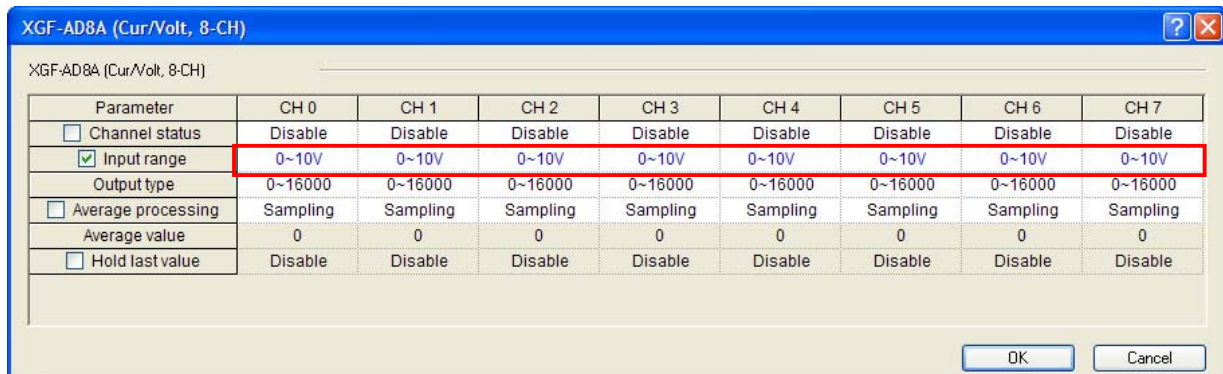 XGF-AD8A (Cur/Volt, 8-CH)
XGF-AD8A (Cur/Volt, 8-CH)
Parameter CH 0 CH 1 CH 2 CH 3 CH 4 CH 5 CH 6 CH 7
Channel status Disable Disable Disable Disable Disable Disable Disable Disable
Input range 0~10V 0~10V 0~10V 0~10V 0~10V 0~10V 0~10V 0~10V
Output type 0~16000 0~16000 0~16000 0~16000 0~16000 0~16000 0~16000 0~16000
Average processing Sampling Sampling Sampling Sampling Sampling Sampling Sampling Sampling
Average value 0 0 0 0 0 0 0 0
Hold last value Disable Disable Disable Disable Disable Disable Disable Disable
OK Cancel